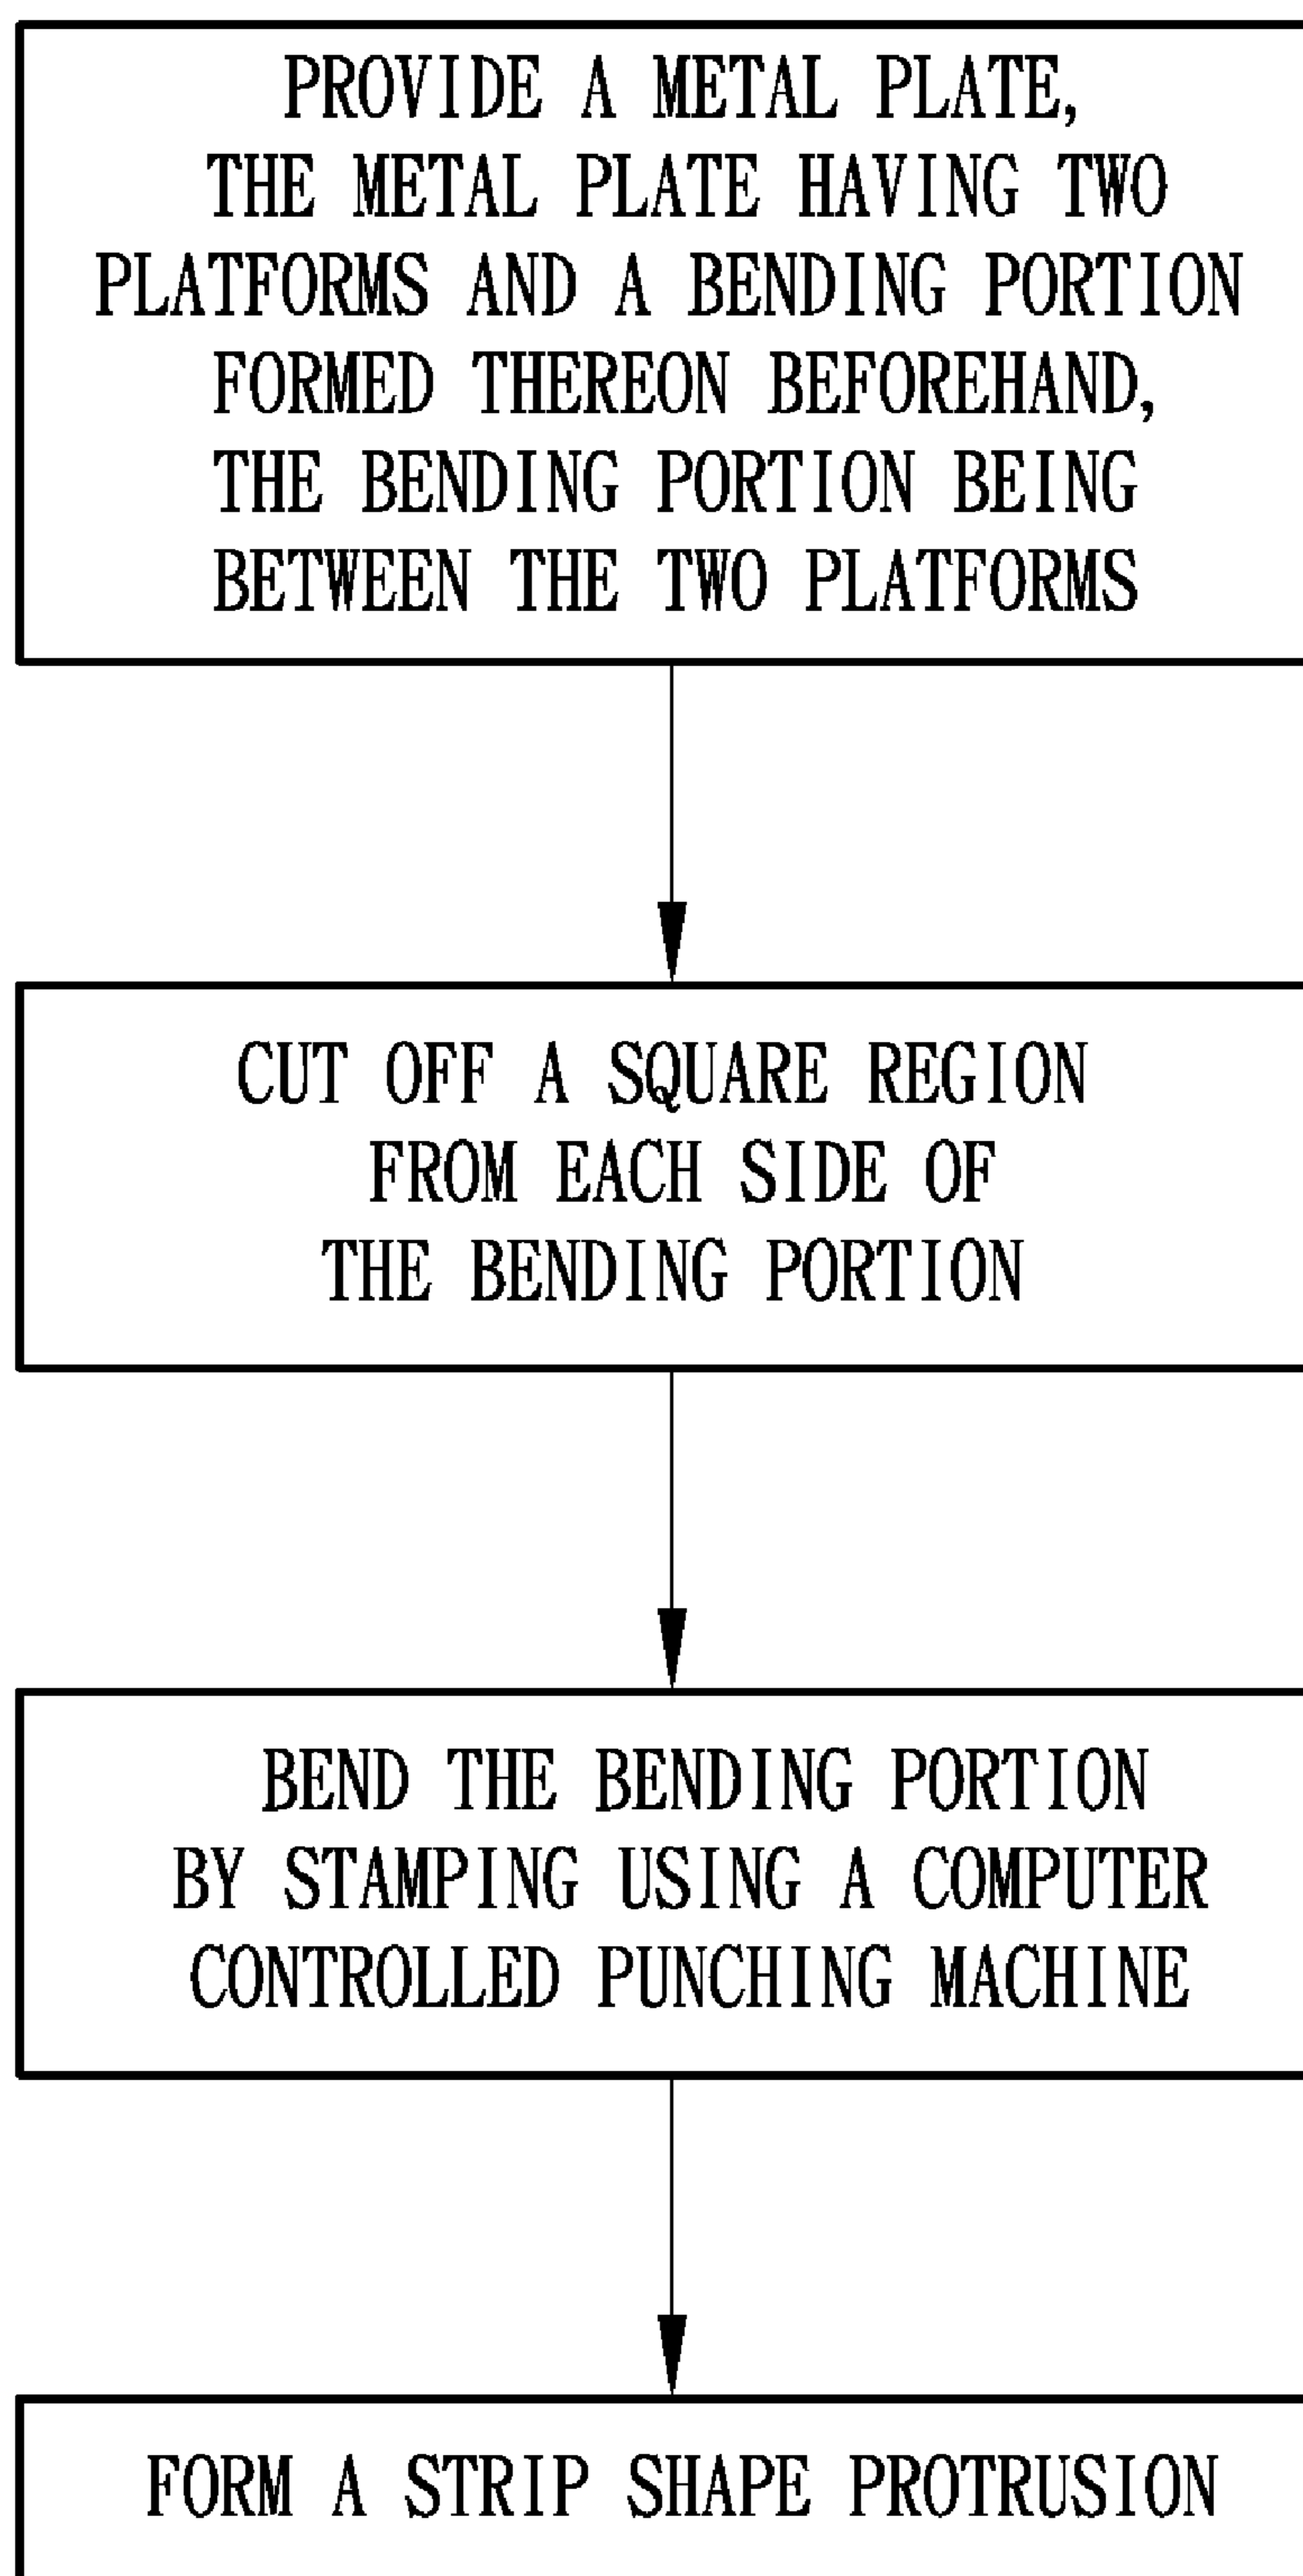 PROVIDE A METAL PLATE,
THE METAL PLATE HAVING TWO
PLATFORMS AND A BENDING PORTION
FORMED THEREON BEFOREHAND,
THE BENDING PORTION BEING
BETWEEN THE TWO PLATFORMS
CUT OFF A SQUARE REGION
FROM EACH SIDE OF
THE BENDING PORTION
BEND THE BENDING PORTION
BY STAMPING USING A COMPUTER
CONTROLLED PUNCHING MACHINE
FORM A STRIP SHAPE PROTRUSION